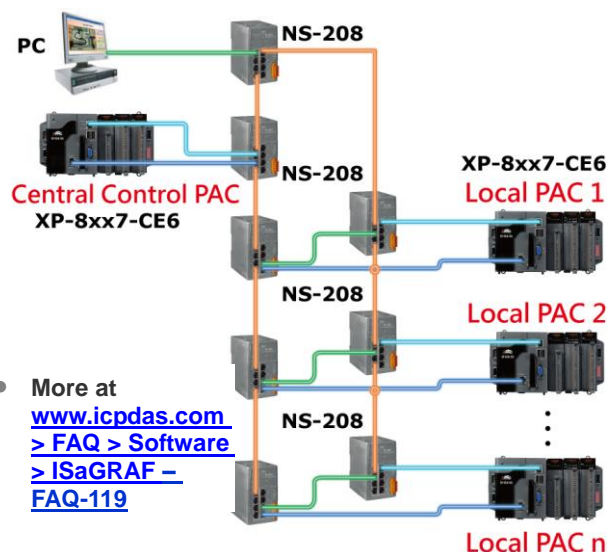 PC
NS-208
NS-208
Central Control PAC
XP-8xx7-CE6
XP-8xx7-CE6
Local PAC 1
NS-208
Local PAC 2
• More at
www.icpdas.com
> FAQ > Software
> ISaGRAF –
FAQ-119
NS-208
Local PAC n